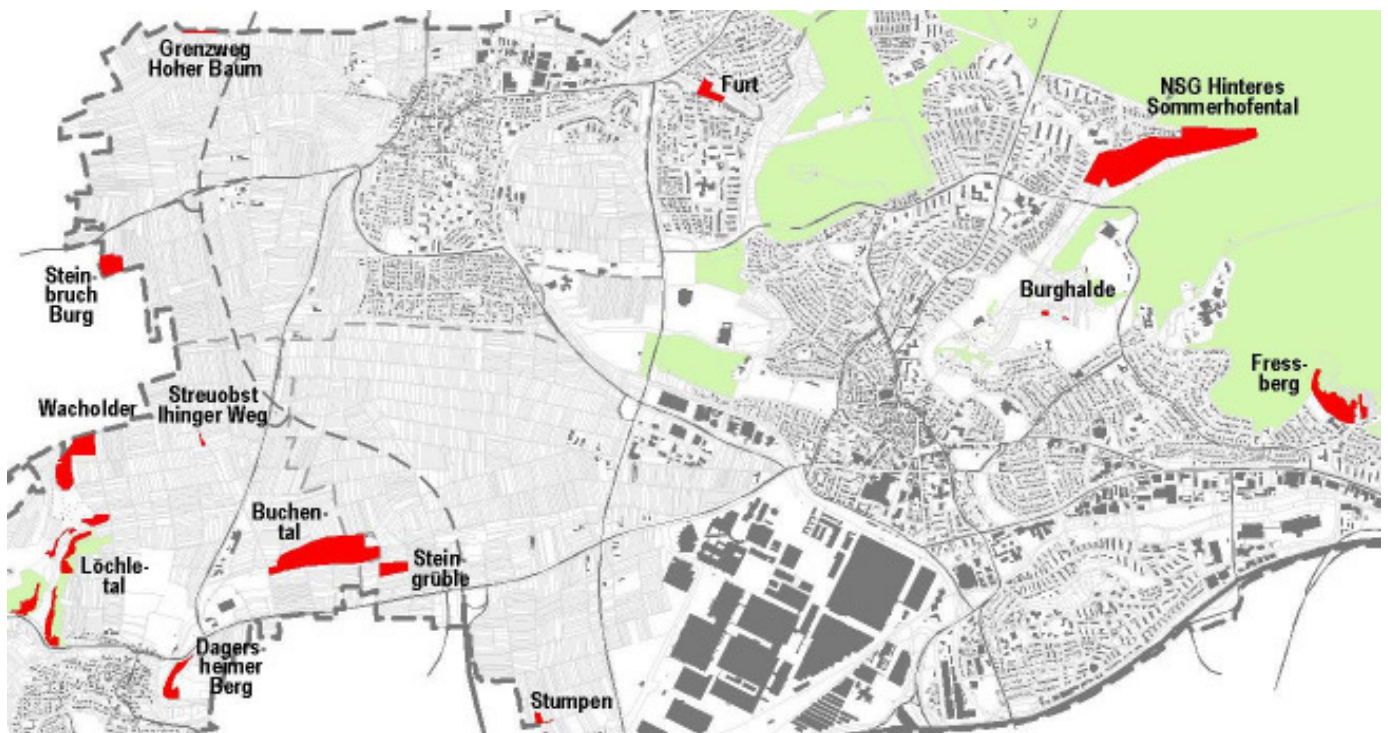 Grenzweg
Hoher Baum
Furt
NSG Hinteres
Sommerhofental
Stein-
bruch
Burg
Burghalde
Fress-
berg
Wacholder
Streuobst
Ihinger Weg
Buchen-
tal
Stein-
grüble
Löchle-
tal
Dagers-
heimer
Berg
Stumpen